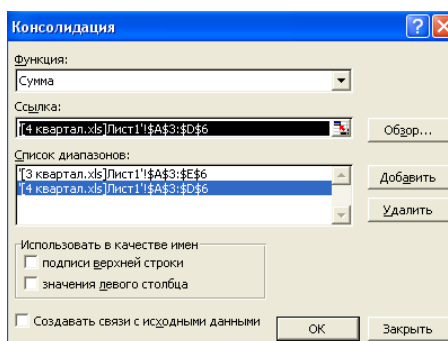 Консолидация
Функция:
Сумма
Ссылка:
'[4 квартал.xls]Лист1'!$A$3:$D$6
Обзор...
Список диапазонов:
'[3 квартал.xls]Лист1'!$A$3:$E$6
'[4 квартал.xls]Лист1'!$A$3:$D$6
Добавить
Удалить
Использовать в качестве имен
подписи верхней строки
значения левого столбца
Создавать связи с исходными данными
ОК
Закрыть